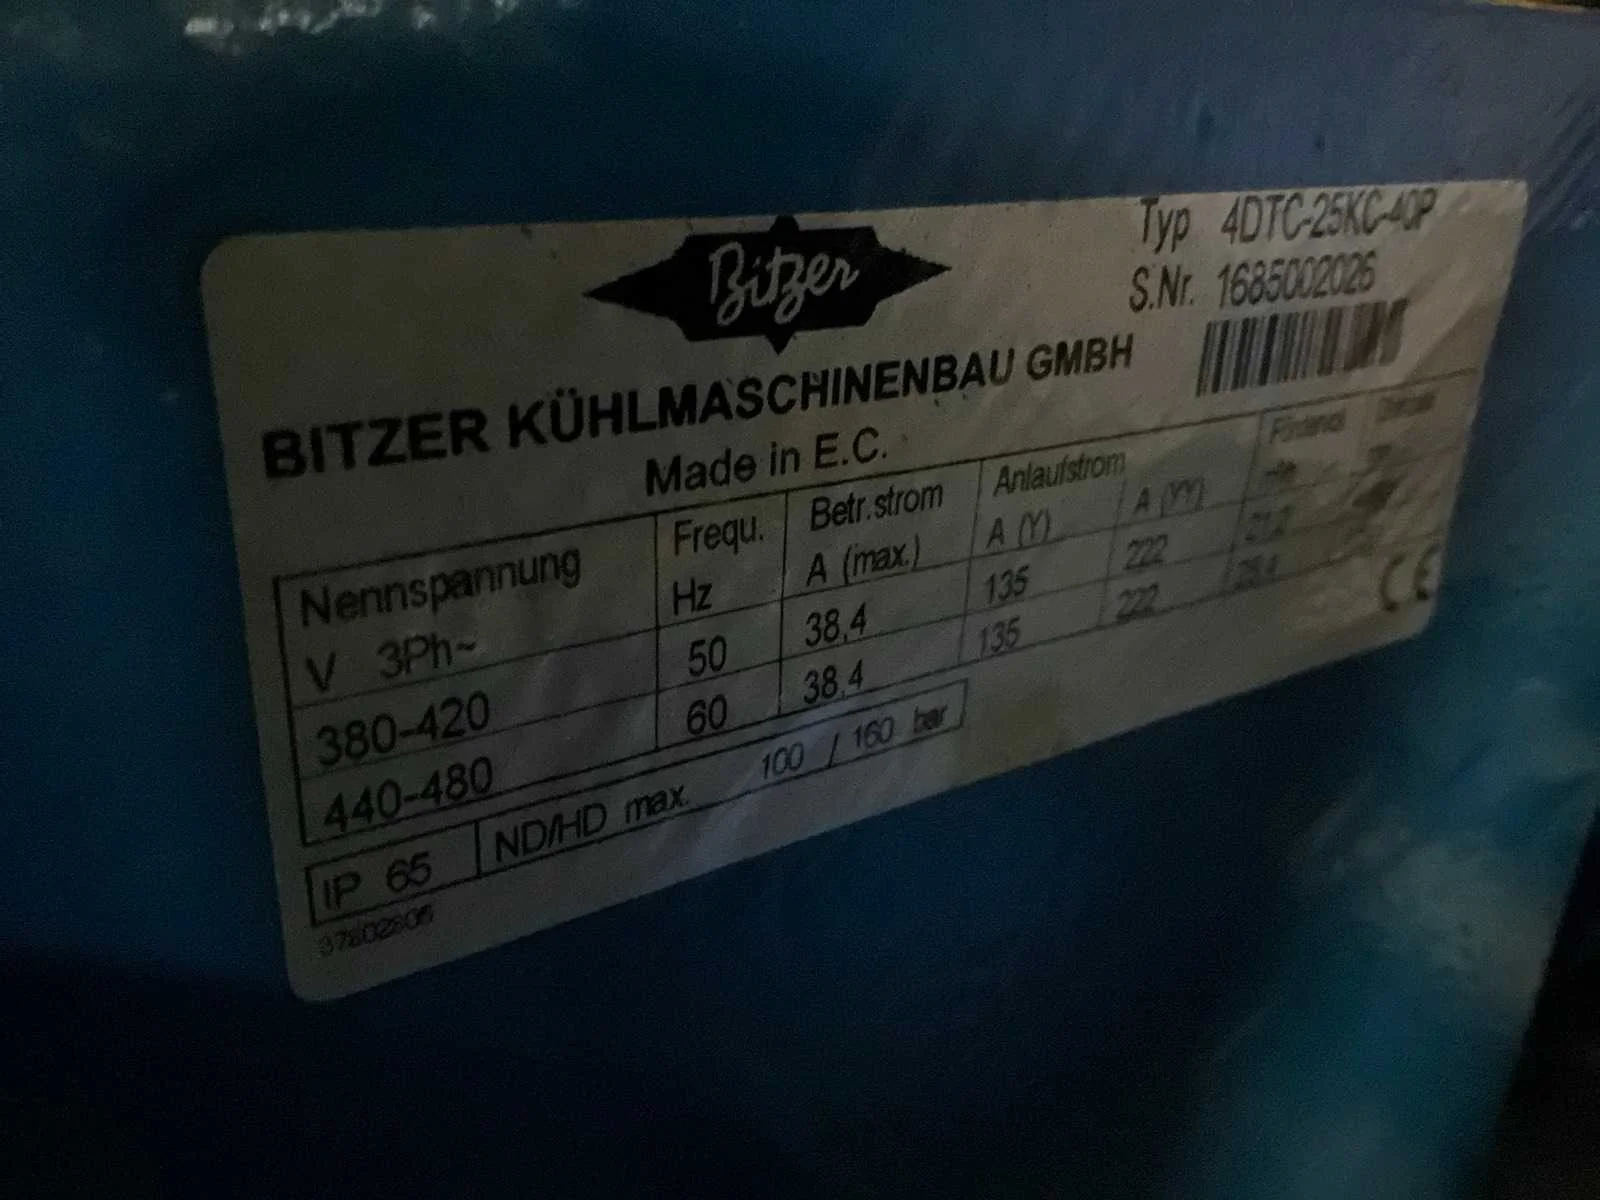 Bitzer
Typ 4DTC-25KC-40P
S.Nr. 1685002026
BITZER KÜHLMASCHINENBAU GMBH
Made in E.C.
Nennspannung Frequ. Betr.strom Anlaufstrom
V 3Ph~ Hz A (max.) A (Y) A (YY)
380-420 50 38,4 135 222
440-480 60 38,4 135 222
IP 65 ND/HD max. 100 / 160 bar
CE